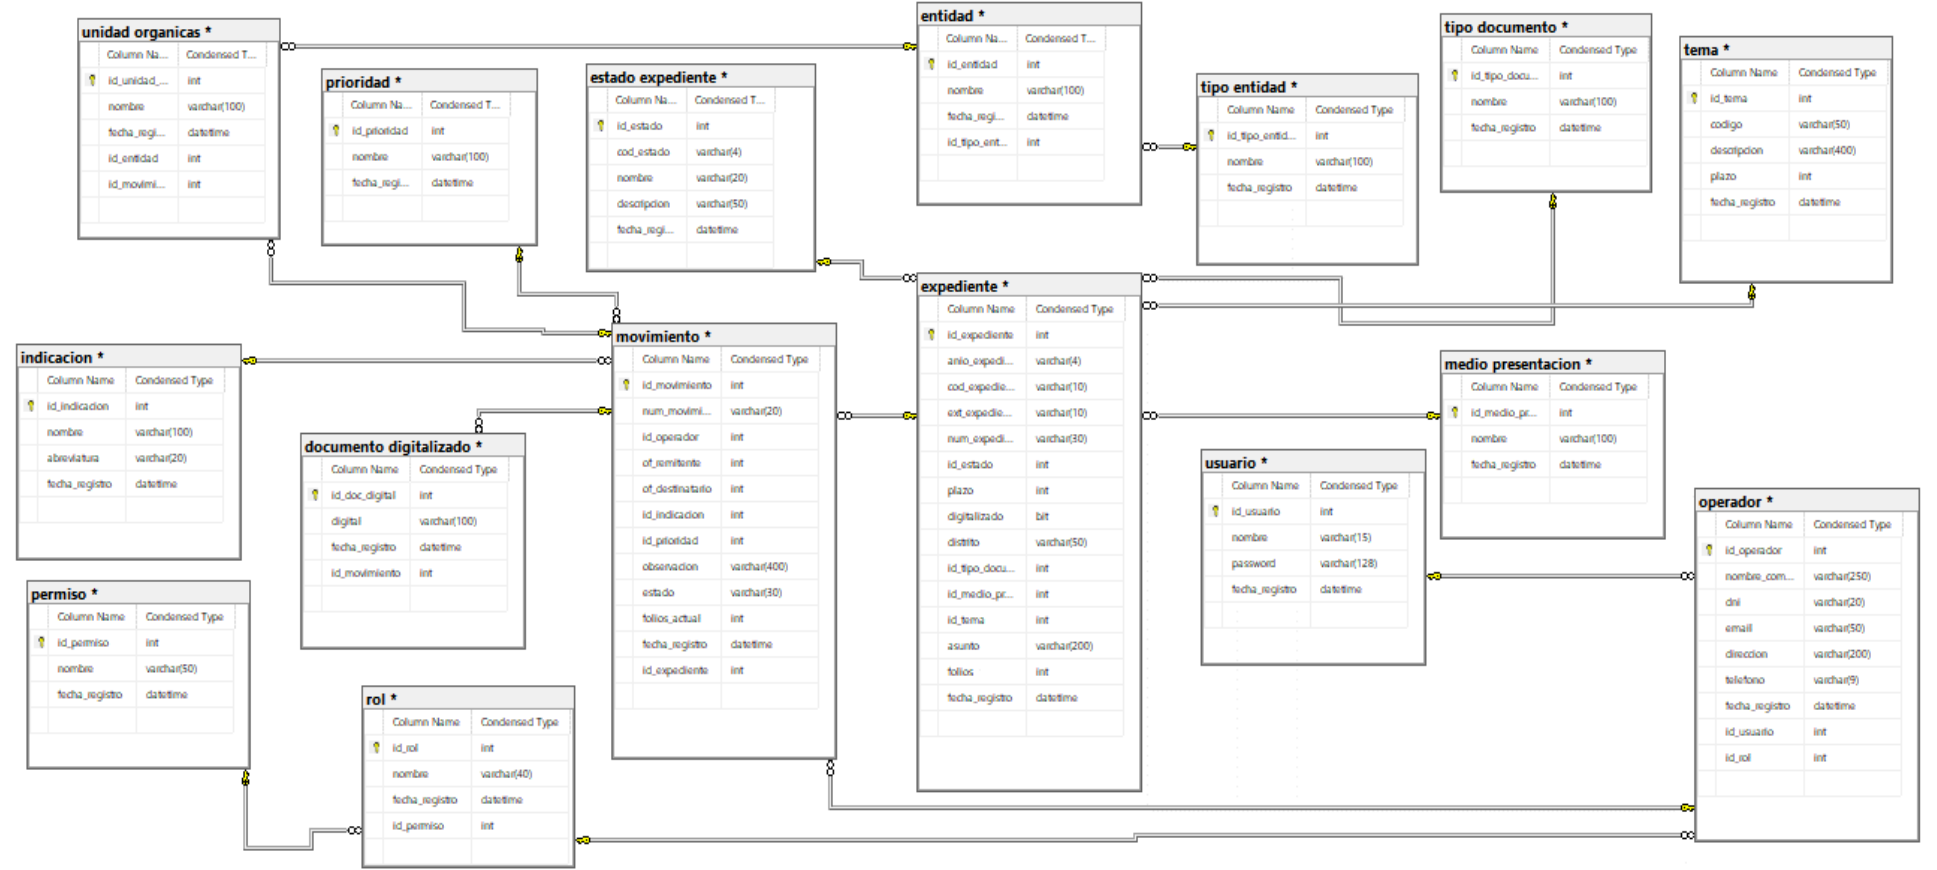 unidad organicas *
Column Na... Condensed T...
id_unidad_... int
nombre varchar(100)
fecha_regi... datetime
id_entidad int
id_movimi... int
prioridad *
Column Na... Condensed T...
id_prioridad int
nombre varchar(100)
fecha_regi... datetime
estado expediente *
Column Na... Condensed T...
id_estado int
cod_estado varchar(4)
nombre varchar(20)
descripcion varchar(50)
fecha_regi... datetime
entidad *
Column Na... Condensed T...
id_entidad int
nombre varchar(100)
fecha_regi... datetime
id_tipo_ent... int
tipo entidad *
Column Name Condensed Type
id_tipo_entid... int
nombre varchar(100)
fecha_registro datetime
tipo documento *
Column Name Condensed Type
id_tipo_docu... int
nombre varchar(100)
fecha_registro datetime
tema *
Column Name Condensed Type
id_tema int
codigo varchar(50)
descripcion varchar(400)
plazo int
fecha_registro datetime
indicacion *
Column Name Condensed Type
id_indicacion int
nombre varchar(100)
abreviatura varchar(20)
fecha_registro datetime
documento digitalizado *
Column Name Condensed Type
id_doc_digital int
digital varchar(100)
fecha_registro datetime
id_movimiento int
movimiento *
Column Name Condensed Type
id_movimiento int
num_movimi... varchar(20)
id_operador int
of_remitente int
of_destinatario int
id_indicacion int
id_prioridad int
observacion varchar(400)
estado varchar(30)
folios_actual int
fecha_registro datetime
id_expediente int
expediente *
Column Name Condensed Type
id_expediente int
anio_expedi... varchar(4)
cod_expedie... varchar(10)
ext_expedie... varchar(10)
num_expedi... varchar(30)
id_estado int
plazo int
digitalizado bit
distrito varchar(50)
id_tipo_docu... int
id_medio_pr... int
id_tema int
asunto varchar(200)
folios int
fecha_registro datetime
medio presentacion *
Column Name Condensed Type
id_medio_pr... int
nombre varchar(100)
fecha_registro datetime
usuario *
Column Name Condensed Type
id_usuario int
nombre varchar(15)
password varchar(128)
fecha_registro datetime
operador *
Column Name Condensed Type
id_operador int
nombre_com... varchar(250)
dni varchar(20)
email varchar(50)
direccion varchar(200)
telefono varchar(9)
fecha_registro datetime
id_usuario int
id_rol int
permiso *
Column Name Condensed Type
id_permiso int
nombre varchar(50)
fecha_registro datetime
rol *
Column Name Condensed Type
id_rol int
nombre varchar(40)
fecha_registro datetime
id_permiso int